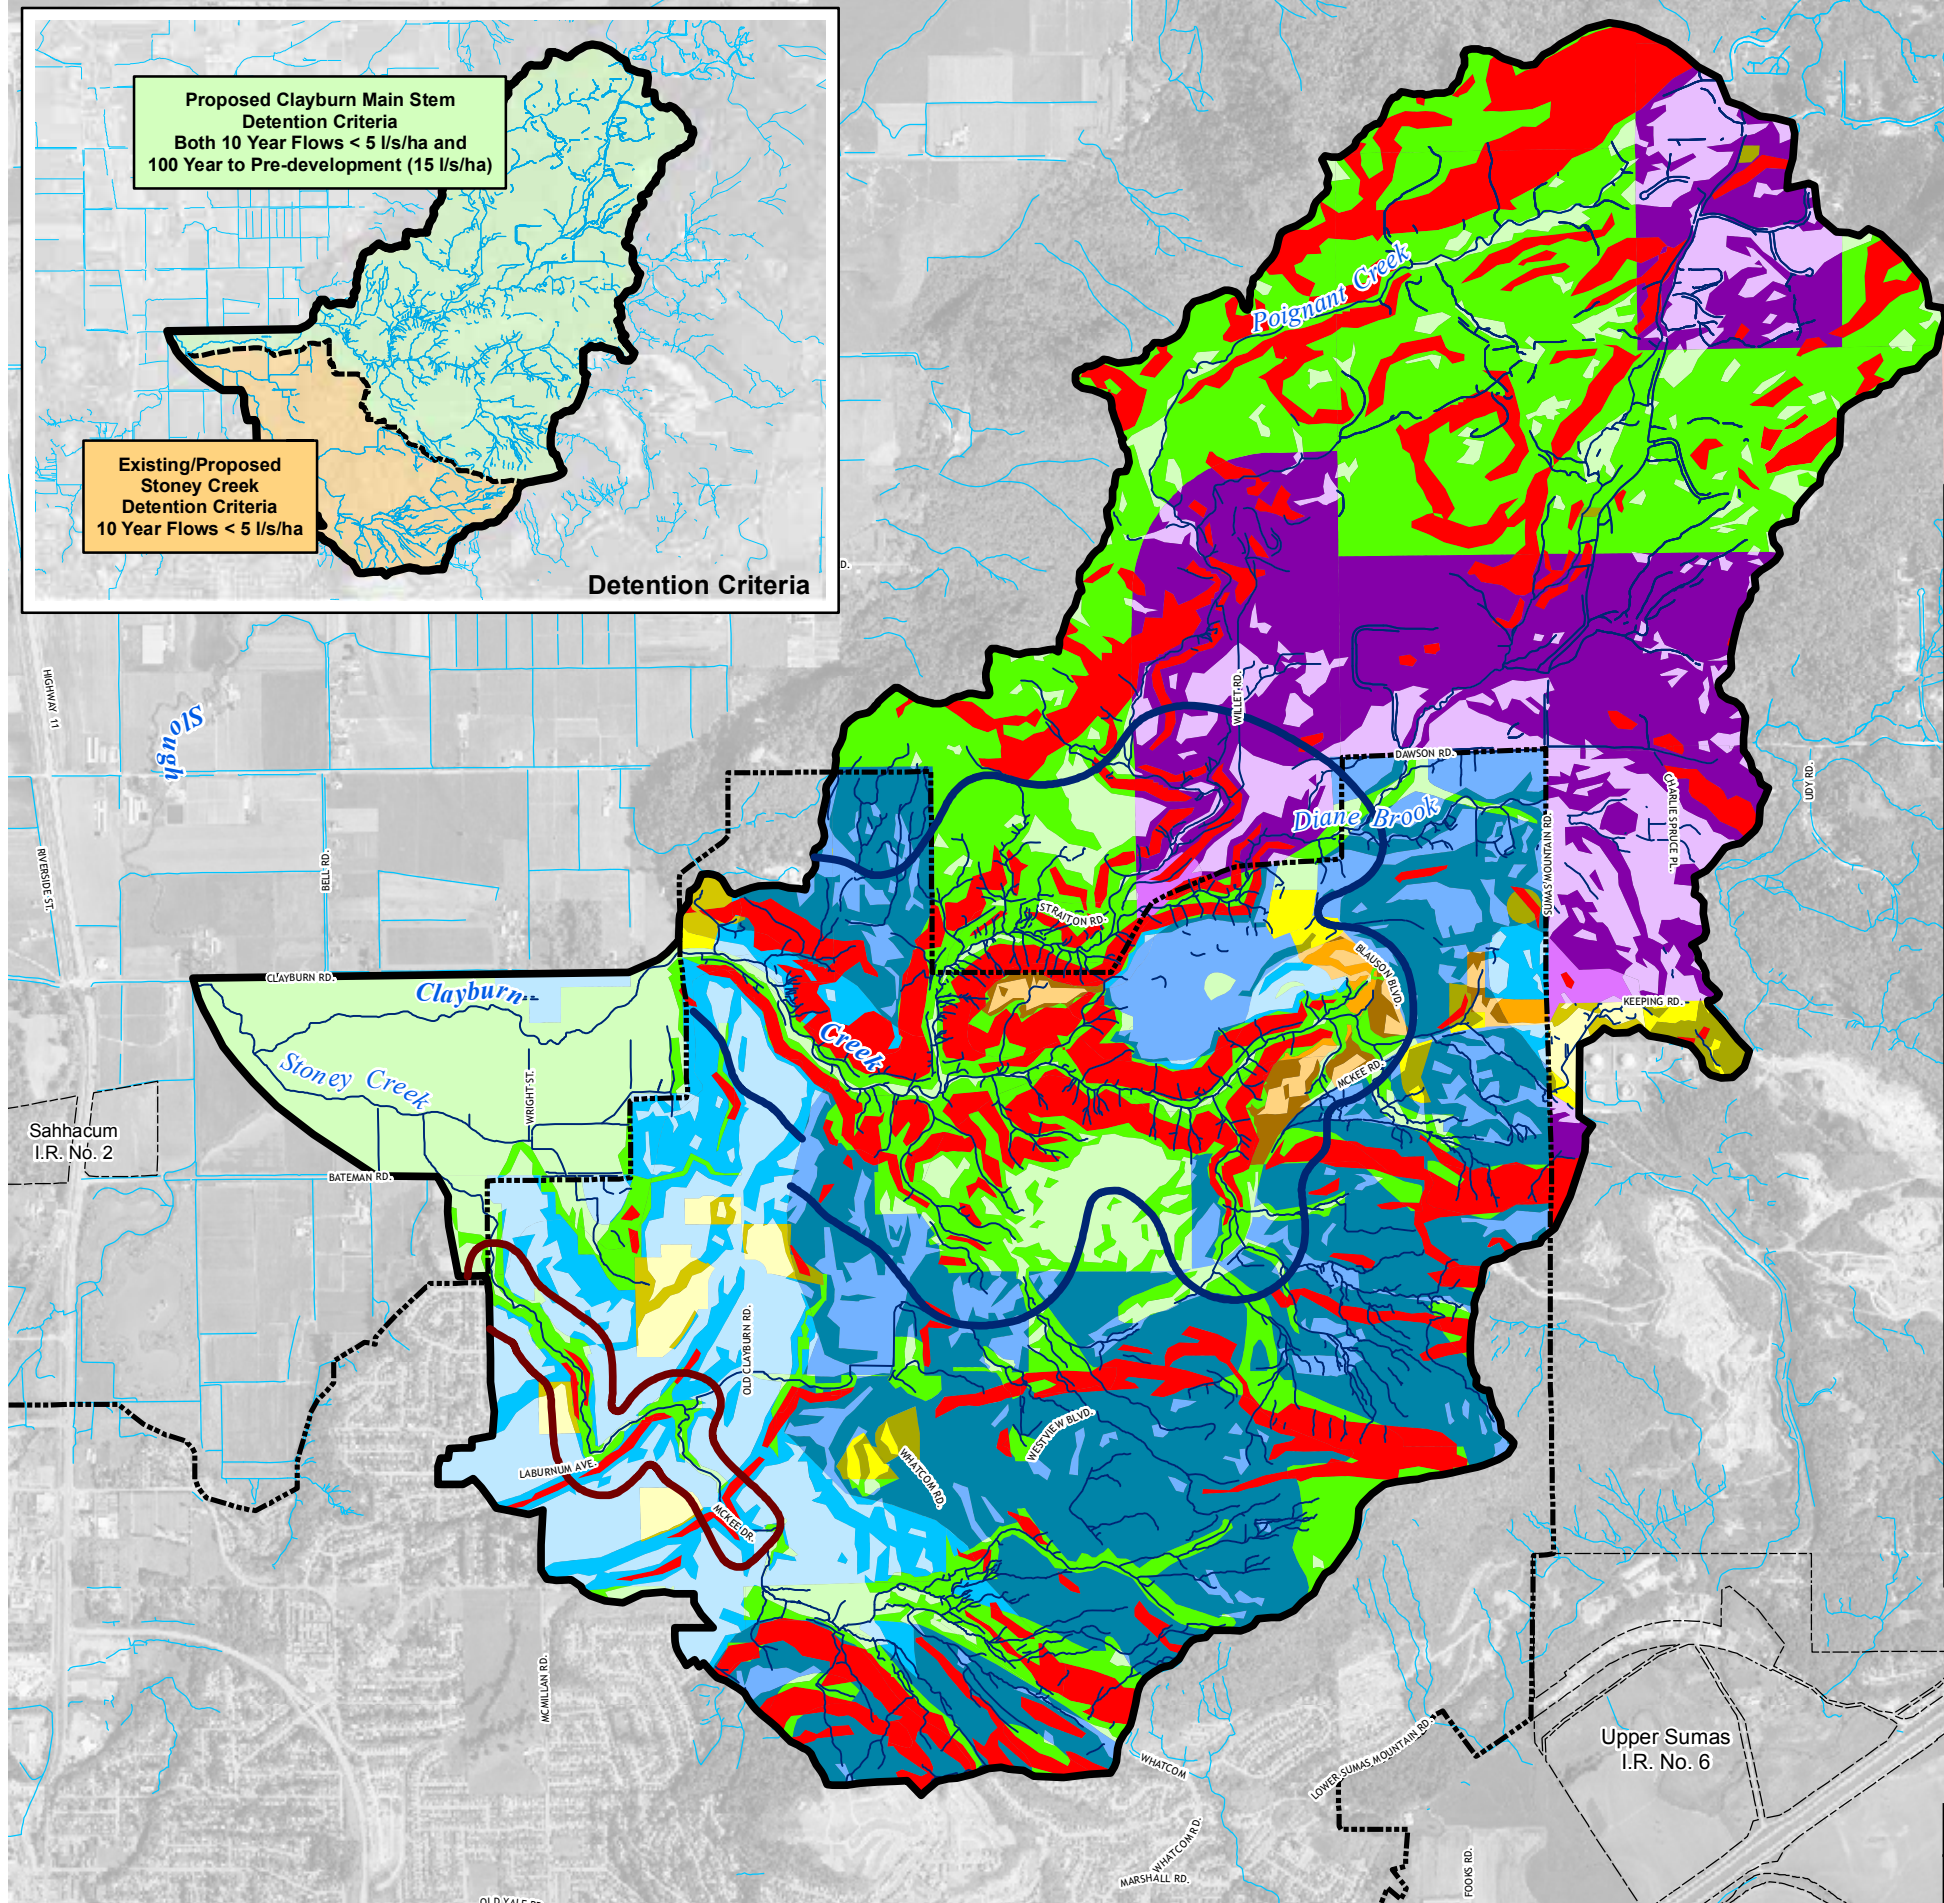 Proposed Clayburn Main Stem
Detention Criteria
Both 10 Year Flows < 5 l/s/ha and
100 Year to Pre-development (15 l/s/ha)
Existing/Proposed
Stoney Creek
Detention Criteria
10 Year Flows < 5 l/s/ha
Detention Criteria
D.
Poignant Creek
HIGHWAY 11
Slough
WILLET RD.
DAWSON RD.
UDY RD.
CHARLIE SPRUCE PL.
Diane Brook
SUMAS MOUNTAIN RD.
RIVERSIDE ST.
BELL RD.
STRAITON RD.
BLAUSON BLVD.
CLAYBURN RD.
Clayburn
KEEPING RD.
Creek
Stoney Creek
WRIGHT ST.
MCKEE RD.
Sahhacum
I.R. No. 2
BATEMAN RD.
OLD CLAYBURN RD.
WESTVIEW BLVD.
WHATCOM RD.
LABURNUM AVE.
MCKEE DR.
MCMILLAN RD.
Upper Sumas
I.R. No. 6
LOWER SUMAS MOUNTAIN RD.
WHATCOM
WHATCOM RD.
MARSHALL RD.
FOOKS RD.
OLD YALE RD.